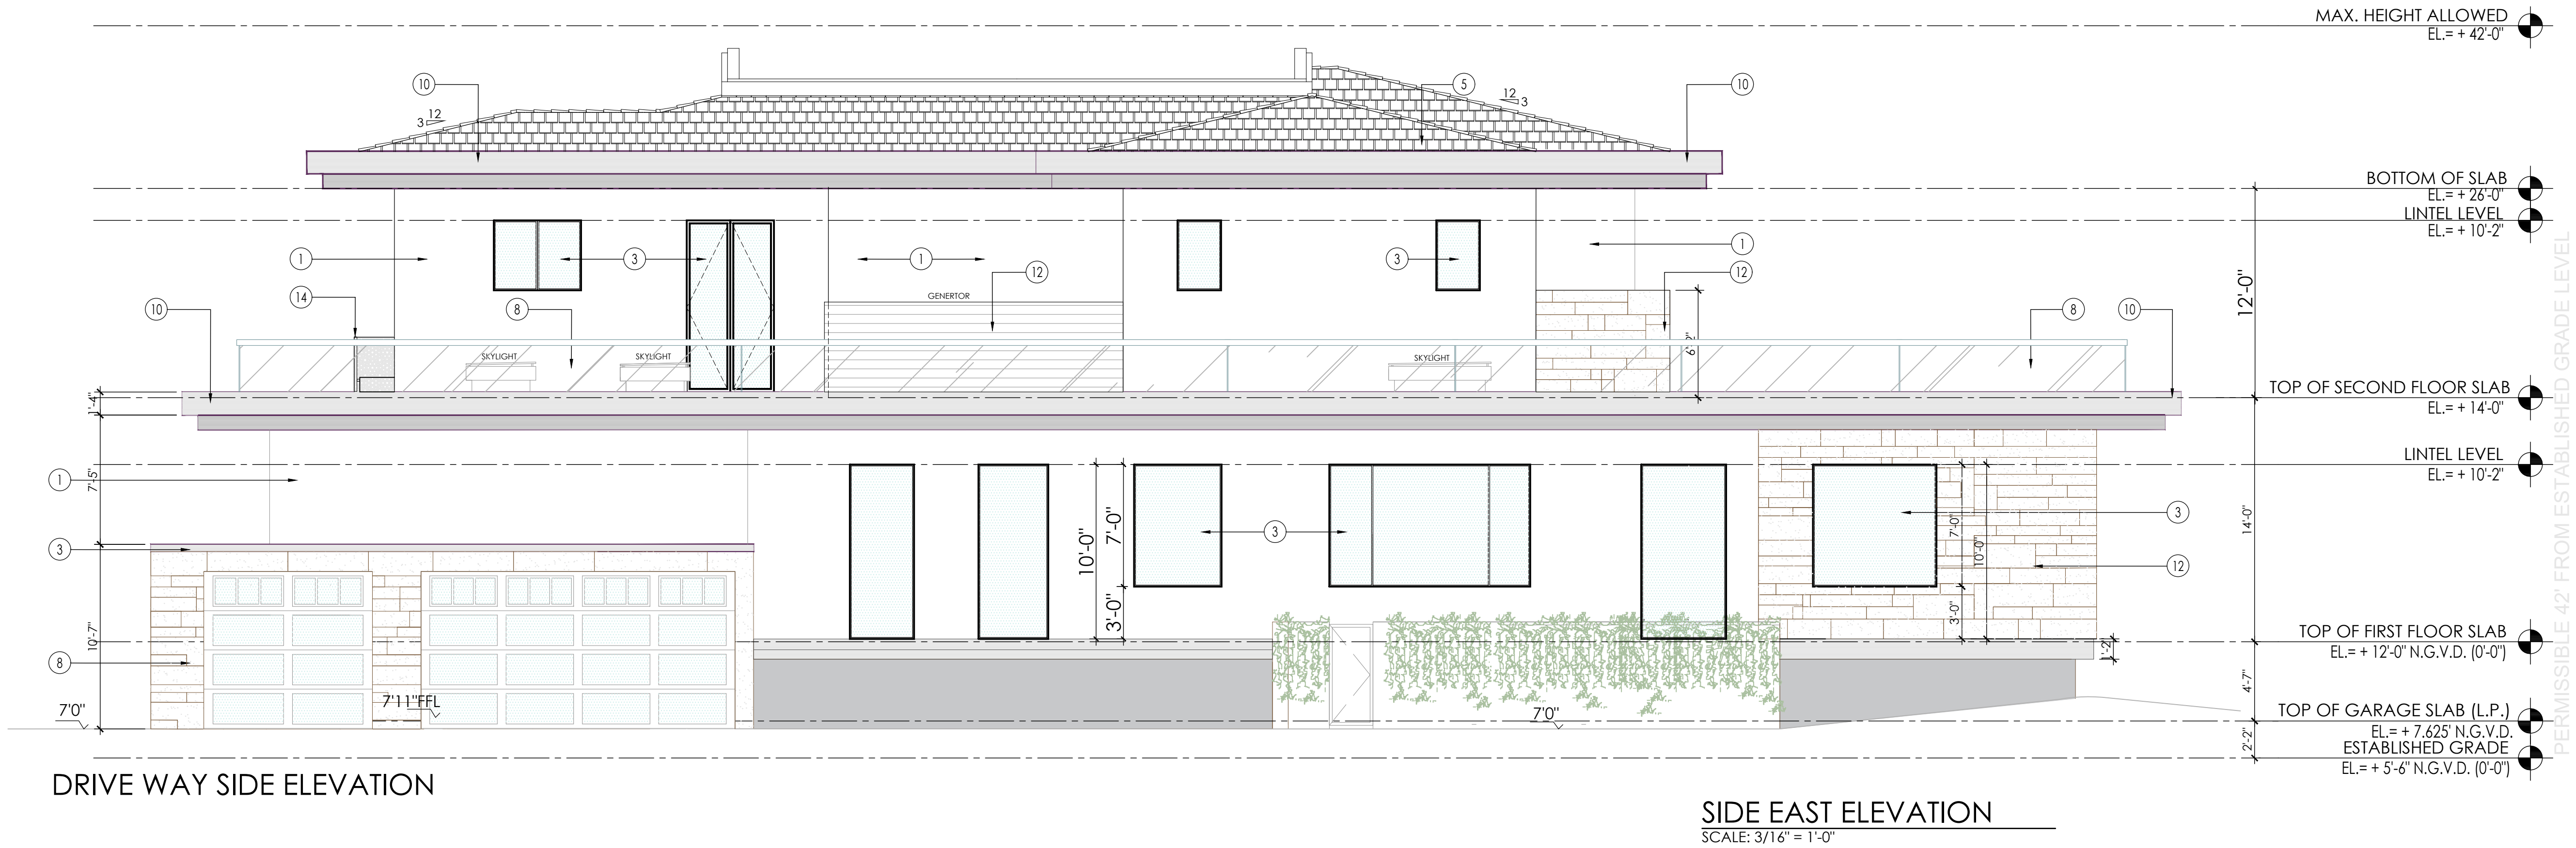 MAX. HEIGHT ALLOWED
EL.= + 42'-0"
10
5
10
12
3
12
3
BOTTOM OF SLAB
EL.= + 26'-0"
LINTEL LEVEL
EL.= + 10'-2"
1
3
1
3
1
12
12
14
GENERTOR
10
8
8
10
12'-0"
SKYLIGHT
SKYLIGHT
SKYLIGHT
6'-2"
TOP OF SECOND FLOOR SLAB
EL.= + 14'-0"
1'-4"
LINTEL LEVEL
EL.= + 10'-2"
1
7'-5"
3
10'-0"
7'-0"
3'-0"
3
7'-0"
10'-0"
3'-0"
3
12
14'-0"
10'-7"
8
TOP OF FIRST FLOOR SLAB
EL.= + 12'-0" N.G.V.D. (0'-0")
1'-2"
4'-7"
7'0"
7'11"FFL
7'0"
TOP OF GARAGE SLAB (L.P.)
EL.= + 7.625' N.G.V.D.
2'-2"
ESTABLISHED GRADE
EL.= + 5'-6" N.G.V.D. (0'-0")
PERMISSIBLE 42' FROM ESTABLISHED GRADE LEVEL
DRIVE WAY SIDE ELEVATION
SIDE EAST ELEVATION
SCALE: 3/16" = 1'-0"